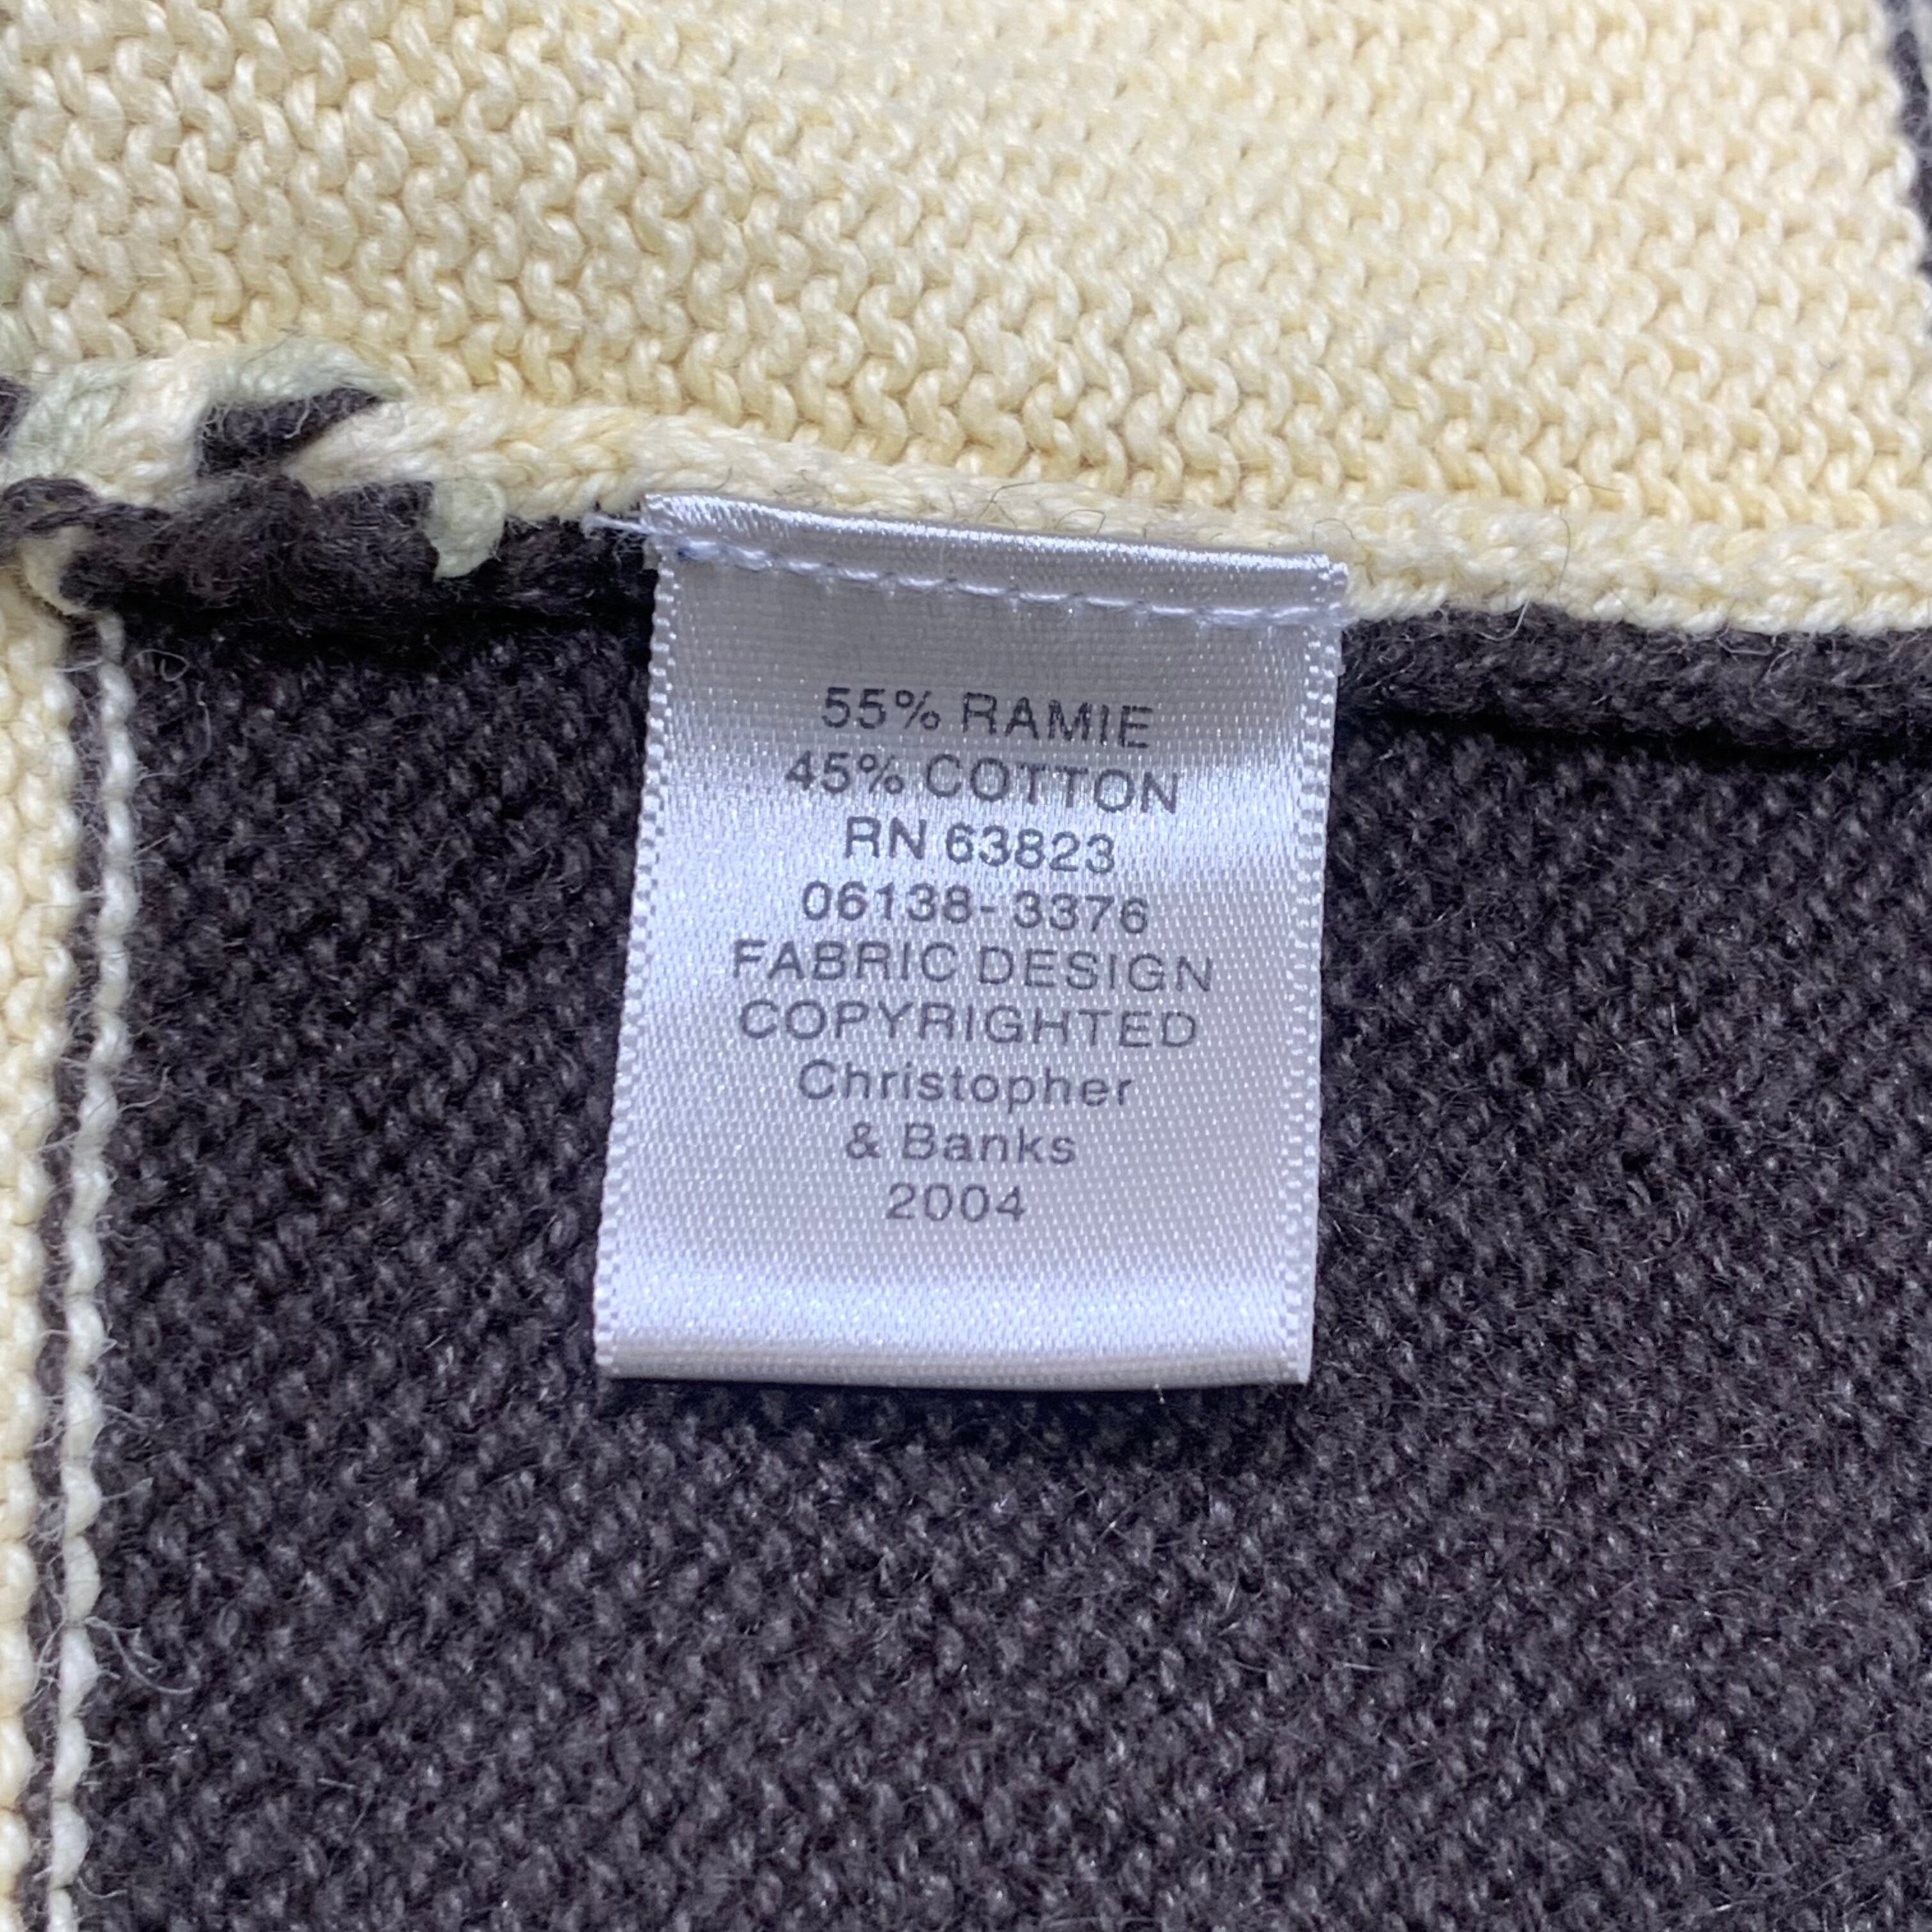 55% RAMIE
45% COTTON
RN 63823
06138-3376
FABRIC DESIGN
COPYRIGHTED
Christopher
& Banks
2004